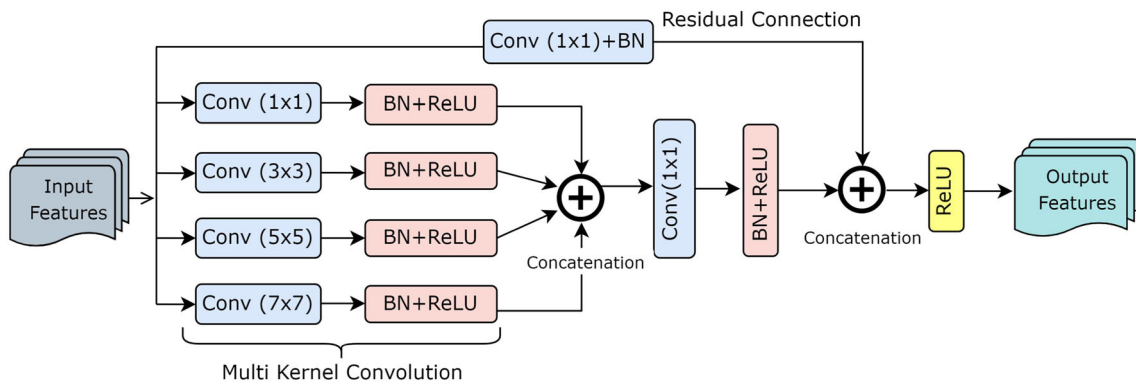 Residual Connection
Conv (1x1)+BN
Conv (1x1)
BN+ReLU
Conv (3x3)
BN+ReLU
Input
Features
Conv (5x5)
BN+ReLU
Conv (7x7)
BN+ReLU
Multi Kernel Convolution
Concatenation
Conv(1x1)
BN+ReLU
Concatenation
ReLU
Output
Features